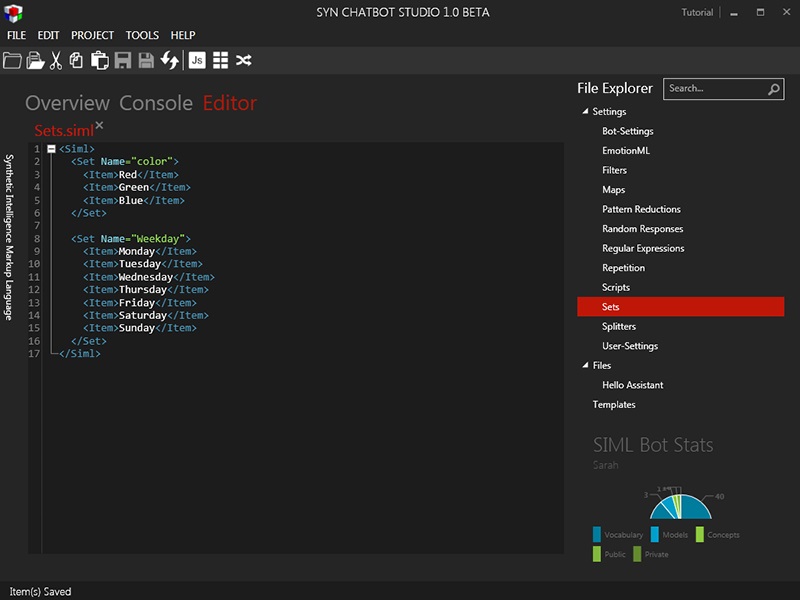 SYN CHATBOT STUDIO 1.0 BETA
Tutorial
FILE EDIT PROJECT TOOLS HELP
Js
Overview Console Editor
Sets.siml
Synthetic Intelligence Markup Language
1 <Siml>
2 <Set Name="color">
3 <Item>Red</Item>
4 <Item>Green</Item>
5 <Item>Blue</Item>
6 </Set>
7
8 <Set Name="Weekday">
9 <Item>Monday</Item>
10 <Item>Tuesday</Item>
11 <Item>Wednesday</Item>
12 <Item>Thursday</Item>
13 <Item>Friday</Item>
14 <Item>Saturday</Item>
15 <Item>Sunday</Item>
16 </Set>
17 </Siml>
File Explorer
Search...
Settings
Bot-Settings
EmotionML
Filters
Maps
Pattern Reductions
Random Responses
Regular Expressions
Repetition
Scripts
Sets
Splitters
User-Settings
Files
Hello Assistant
Templates
SIML Bot Stats
Sarah
3
40
Vocabulary Models Concepts
Public Private
Item(s) Saved